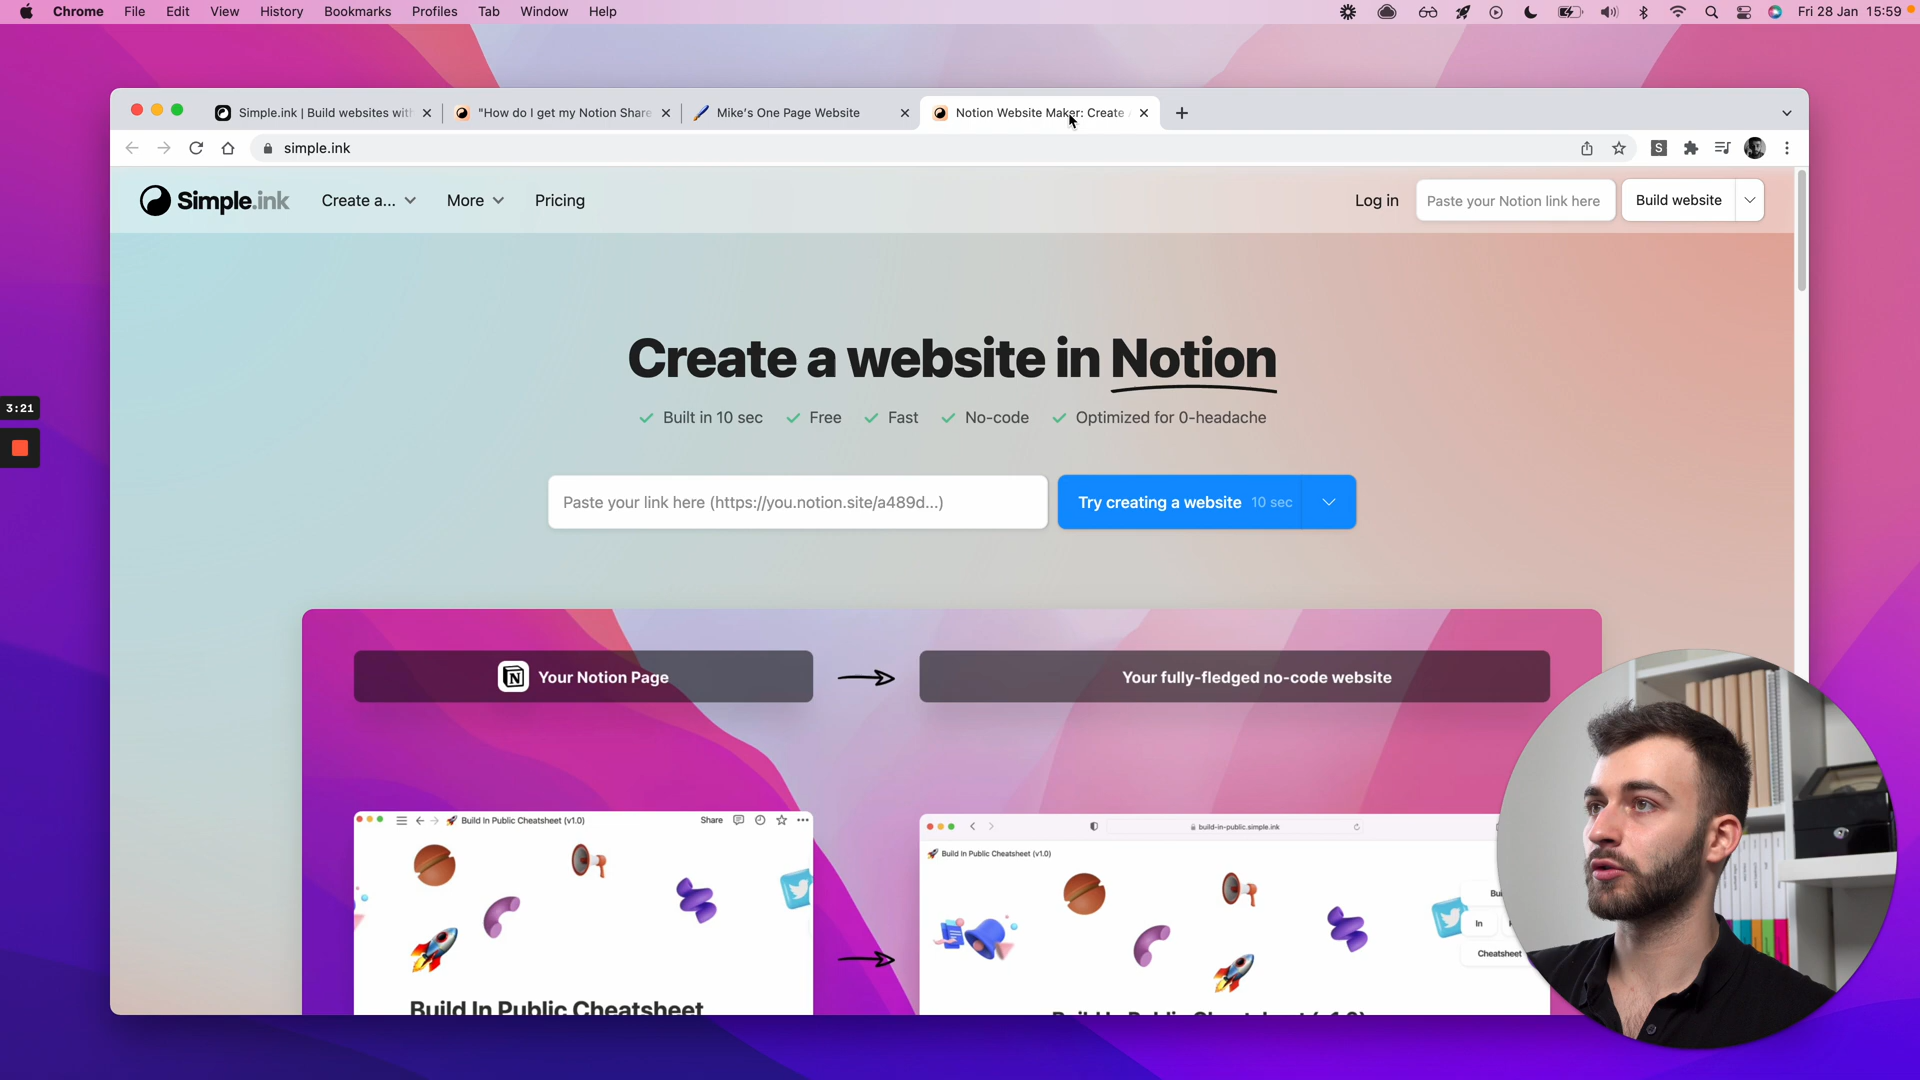 Chrome File Edit View History Bookmarks Profiles Tab Window Help Fri 28 Jan 15:59
Simple.ink | Build websites with "How do I get my Notion Share Mike's One Page Website Notion Website Maker: Create
simple.ink S
Simple.ink Create a... More Pricing Log in Paste your Notion link here Build website
Create a website in Notion
3:21
Built in 10 sec Free Fast No-code Optimized for 0-headache
Paste your link here (https://you.notion.site/a489d...) Try creating a website 10 sec
Your Notion Page Your fully-fledged no-code website
Build In Public Cheatsheet (v1.0) Share
build-in-public.simple.ink
Build In Public Cheatsheet (v1.0)
In
Cheatsheet
Build In Public Cheatsheet